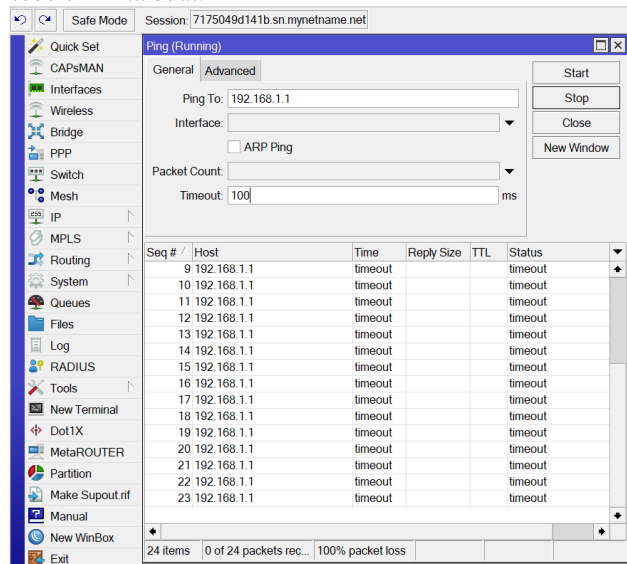 Safe Mode Session: 7175049d141b.sn.mynetname.net
Quick Set
CAPsMAN
Interfaces
Wireless
Bridge
PPP
Switch
Mesh
IP
MPLS
Routing
System
Queues
Files
Log
RADIUS
Tools
New Terminal
Dot1X
MetaROUTER
Partition
Make Supout.rif
Manual
New WinBox
Exit
Ping (Running)
General Advanced
Ping To: 192.168.1.1
Interface:
ARP Ping
Packet Count:
Timeout: 100 ms
Start
Stop
Close
New Window
Seq # Host Time Reply Size TTL Status
9 192.168.1.1 timeout timeout
10 192.168.1.1 timeout timeout
11 192.168.1.1 timeout timeout
12 192.168.1.1 timeout timeout
13 192.168.1.1 timeout timeout
14 192.168.1.1 timeout timeout
15 192.168.1.1 timeout timeout
16 192.168.1.1 timeout timeout
17 192.168.1.1 timeout timeout
18 192.168.1.1 timeout timeout
19 192.168.1.1 timeout timeout
20 192.168.1.1 timeout timeout
21 192.168.1.1 timeout timeout
22 192.168.1.1 timeout timeout
23 192.168.1.1 timeout timeout
24 items 0 of 24 packets rec... 100% packet loss